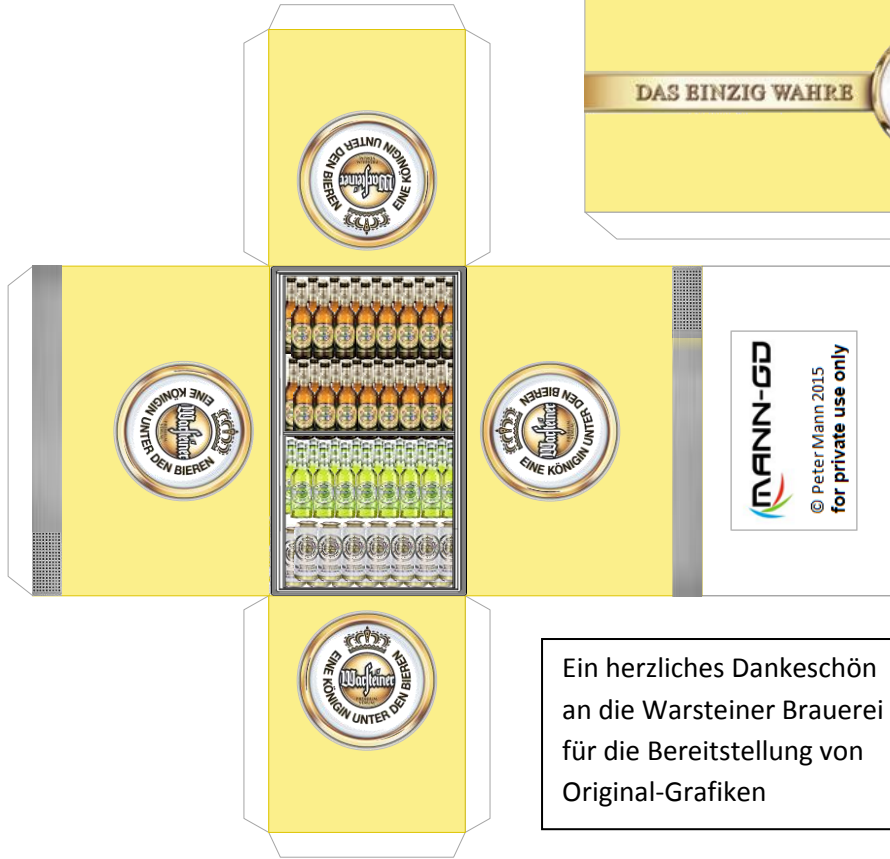 DAS EINZIG WAHRE
EINE KÖNIGIN UNTER DEN BIEREN
Warsteiner
EINE KÖNIGIN UNTER DEN BIEREN
Warsteiner
EINE KÖNIGIN UNTER DEN BIEREN
Warsteiner
MANN-GD
© Peter Mann 2015
for private use only
EINE KÖNIGIN UNTER DEN BIEREN
Warsteiner
PREMIUM
VERUM
Ein herzliches Dankeschön
an die Warsteiner Brauerei
für die Bereitstellung von
Original-Grafiken